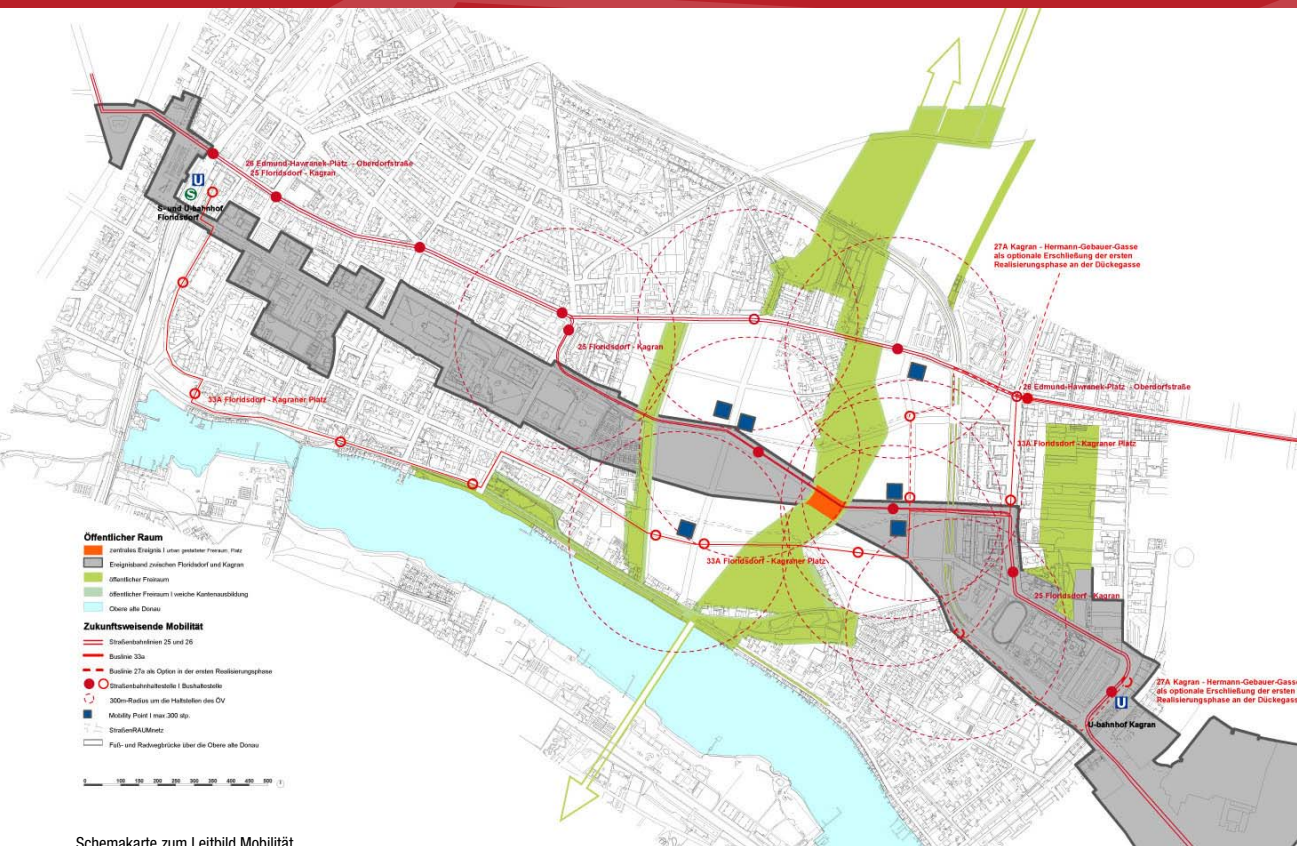 26 Edmund-Hawranek-Platz - Oberdorfstraße
25 Floridsdorf - Kagran
U
S
S- und U-bahnhof
Floridsdorf
27A Kagran - Hermann-Gebauer-Gasse
als optionale Erschließung der ersten
Realisierungsphase an der Dückegasse
25 Floridsdorf - Kagran
26 Edmund-Hawranek-Platz - Oberdorfstraße
33A Floridsdorf - Kagraner Platz
33A Floridsdorf - Kagraner Platz
33A Floridsdorf - Kagraner Platz
25 Floridsdorf - Kagran
27A Kagran - Hermann-Gebauer-Gasse
als optionale Erschließung der ersten
Realisierungsphase an der Dückegasse
U
U-bahnhof Kagran
Öffentlicher Raum
zentrales Ereignis I urban gestalteter Freiraum, Platz
Ereignisband zwischen Floridsdorf und Kagran
öffentlicher Freiraum
öffentlicher Freiraum I weiche Kantenausbildung
Obere alte Donau
Zukunftsweisende Mobilität
Straßenbahnlinien 25 und 26
Buslinie 33a
Buslinie 27a als Option in der ersten Realisierungsphase
Straßenbahnhaltestelle I Bushaltestelle
300m-Radius um die Haltstellen des ÖV
Mobility Point I max 300 stp.
StraßenRAUMnetz
Fuß- und Radwegbrücke über die Obere alte Donau
0 100 150 200 250 300 350 400 450 500
Schemakarte zum Leitbild Mobilität